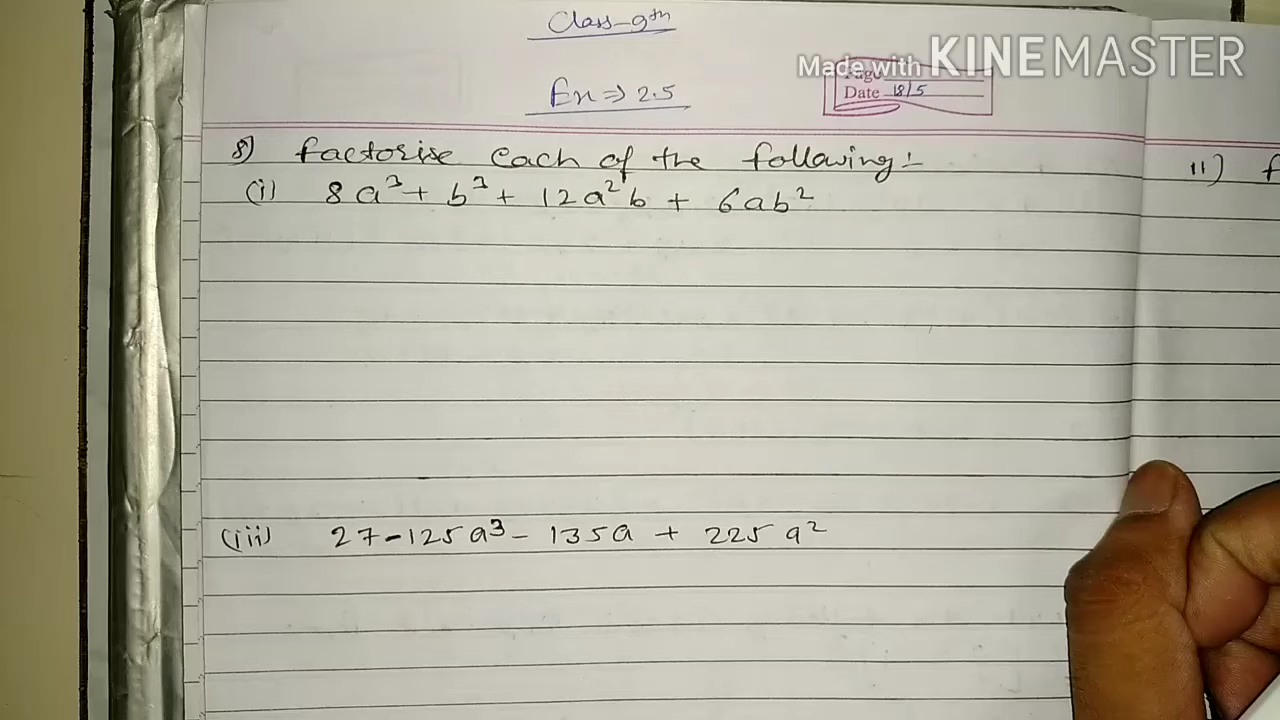 Class-9th
Made with KINEMASTER
Page
Ex => 2.5
Date 18/5
8) factorise each of the following:-
(i) 8a³ + b³ + 12a²b + 6ab²
11) f
(iii) 27-125a³ - 135a + 225a²